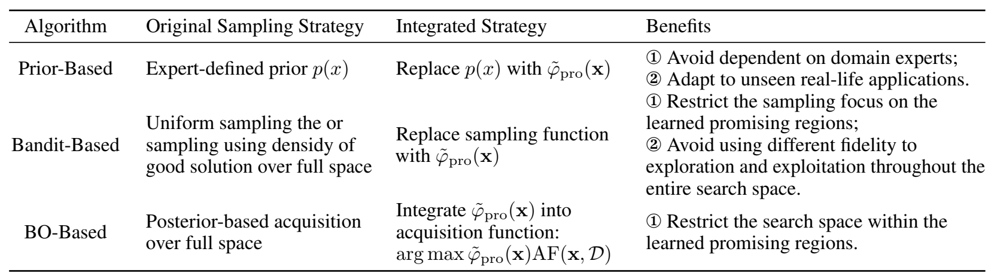 Algorithm Original Sampling Strategy Integrated Strategy Benefits
Prior-Based
Expert-defined prior p(x)
Replace p(x) with φ̃pro(𝐱)
① Avoid dependent on domain experts;
② Adapt to unseen real-life applications.
Bandit-Based
Uniform sampling the or
sampling using densidy of
good solution over full space
Replace sampling function
with φ̃pro(𝐱)
① Restrict the sampling focus on the
learned promising regions;
② Avoid using different fidelity to
exploration and exploitation throughout the
entire search space.
BO-Based
Posterior-based acquisition
over full space
Integrate φ̃pro(𝐱) into
acquisition function:
arg max φ̃pro(𝐱)AF(𝐱, 𝒟)
① Restrict the search space within the
learned promising regions.